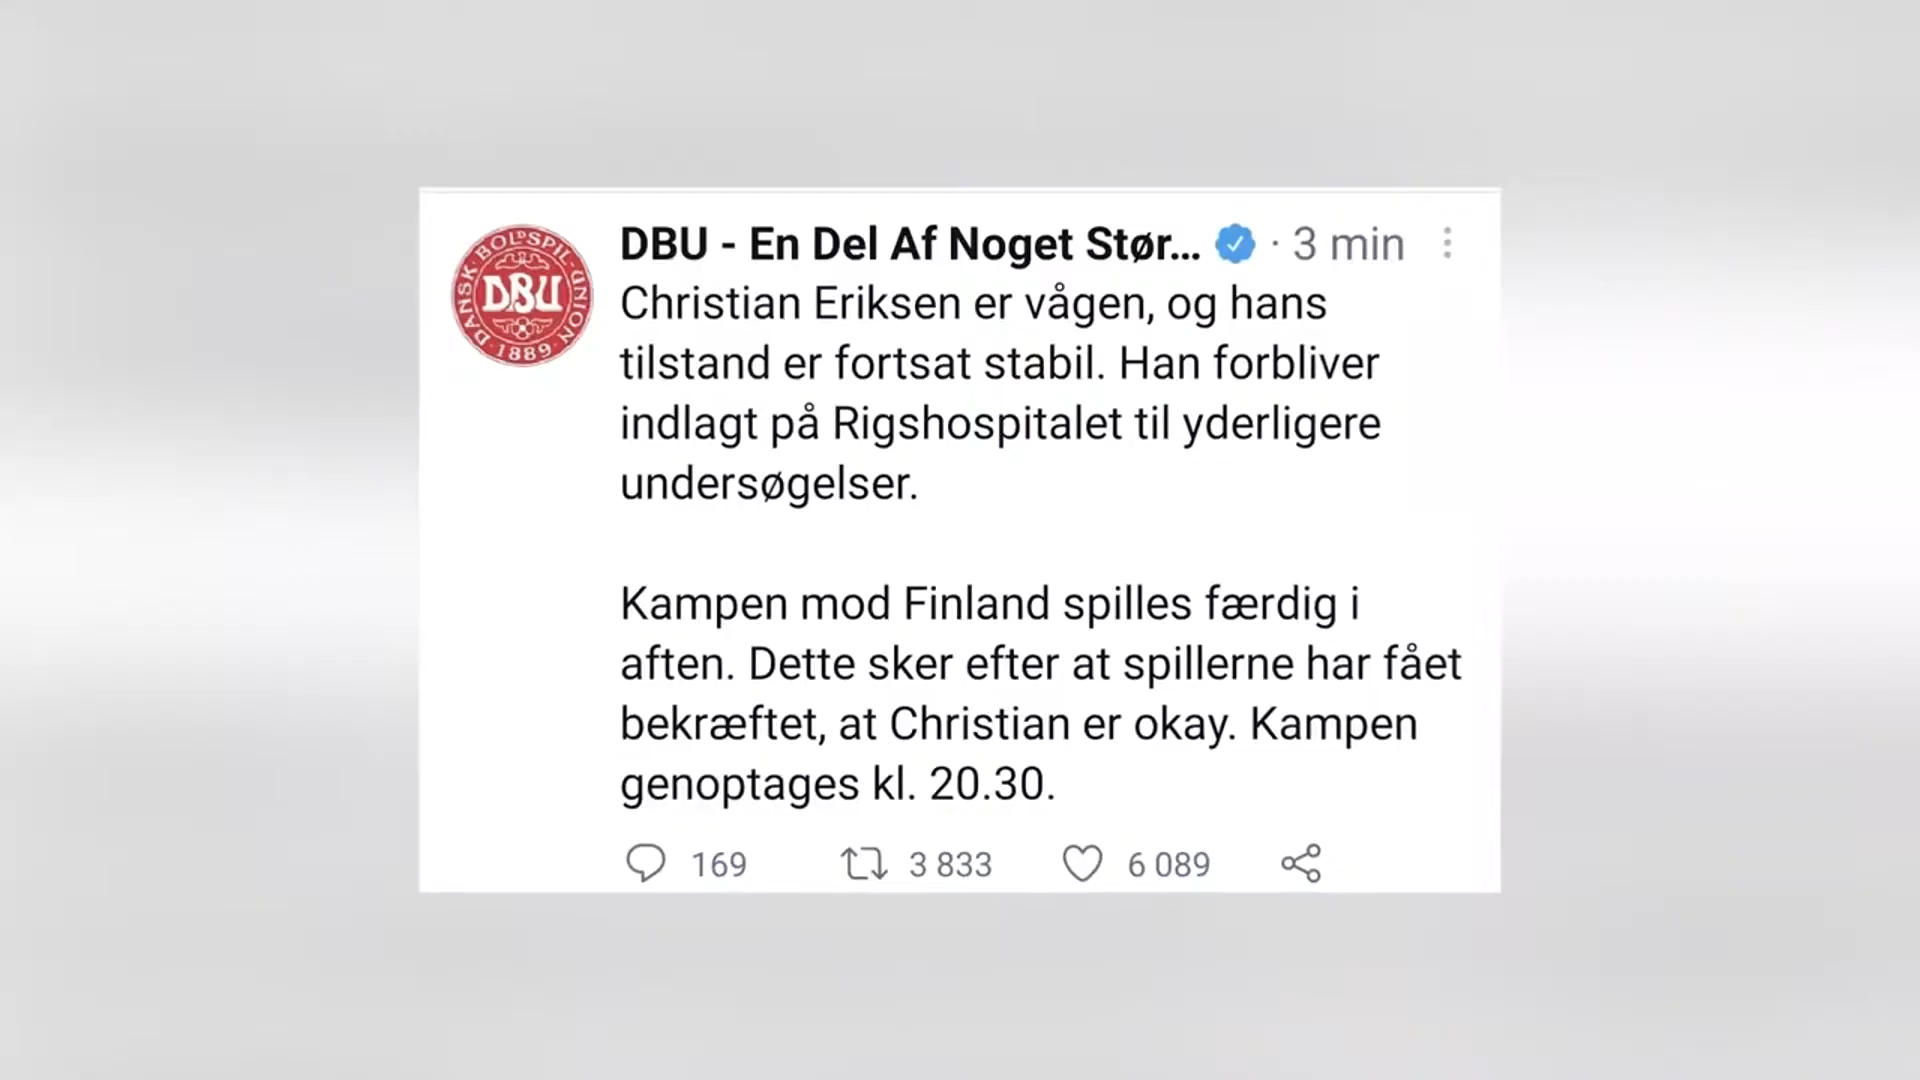 DANSK BOLDSPIL-UNION
DBU
·1889·
DBU - En Del Af Noget Stør... · 3 min
Christian Eriksen er vågen, og hans
tilstand er fortsat stabil. Han forbliver
indlagt på Rigshospitalet til yderligere
undersøgelser.
Kampen mod Finland spilles færdig i
aften. Dette sker efter at spillerne har fået
bekræftet, at Christian er okay. Kampen
genoptages kl. 20.30.
169 3 833 6 089